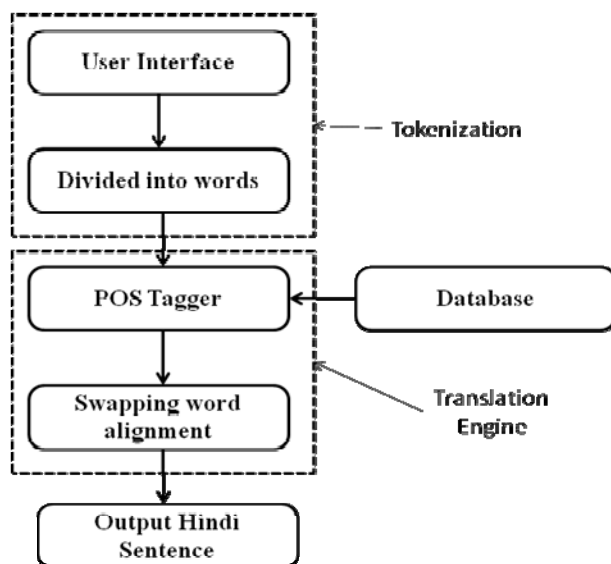 User Interface
Tokenization
Divided into words
POS Tagger
Database
Swapping word
alignment
Translation
Engine
Output Hindi
Sentence